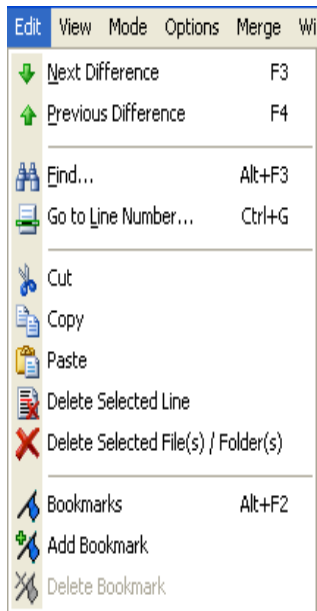 Edit View Mode Options Merge Wi
Next Difference F3
Previous Difference F4
Find... Alt+F3
Go to Line Number... Ctrl+G
Cut
Copy
Paste
Delete Selected Line
Delete Selected File(s) / Folder(s)
Bookmarks Alt+F2
Add Bookmark
Delete Bookmark